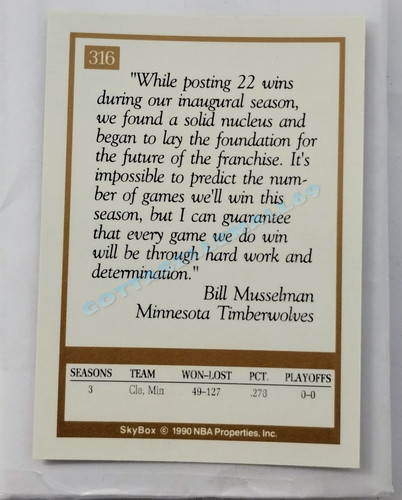 316
"While posting 22 wins
during our inaugural season,
we found a solid nucleus and
began to lay the foundation for
the future of the franchise. It's
impossible to predict the num-
ber of games we'll win this
season, but I can guarantee
that every game we do win
will be through hard work and
determination."
Bill Musselman
Minnesota Timberwolves
SEASONS TEAM WON-LOST PCT. PLAYOFFS
3 Cle, Min 49-127 .278 0-0
SkyBox © 1990 NBA Properties, Inc.